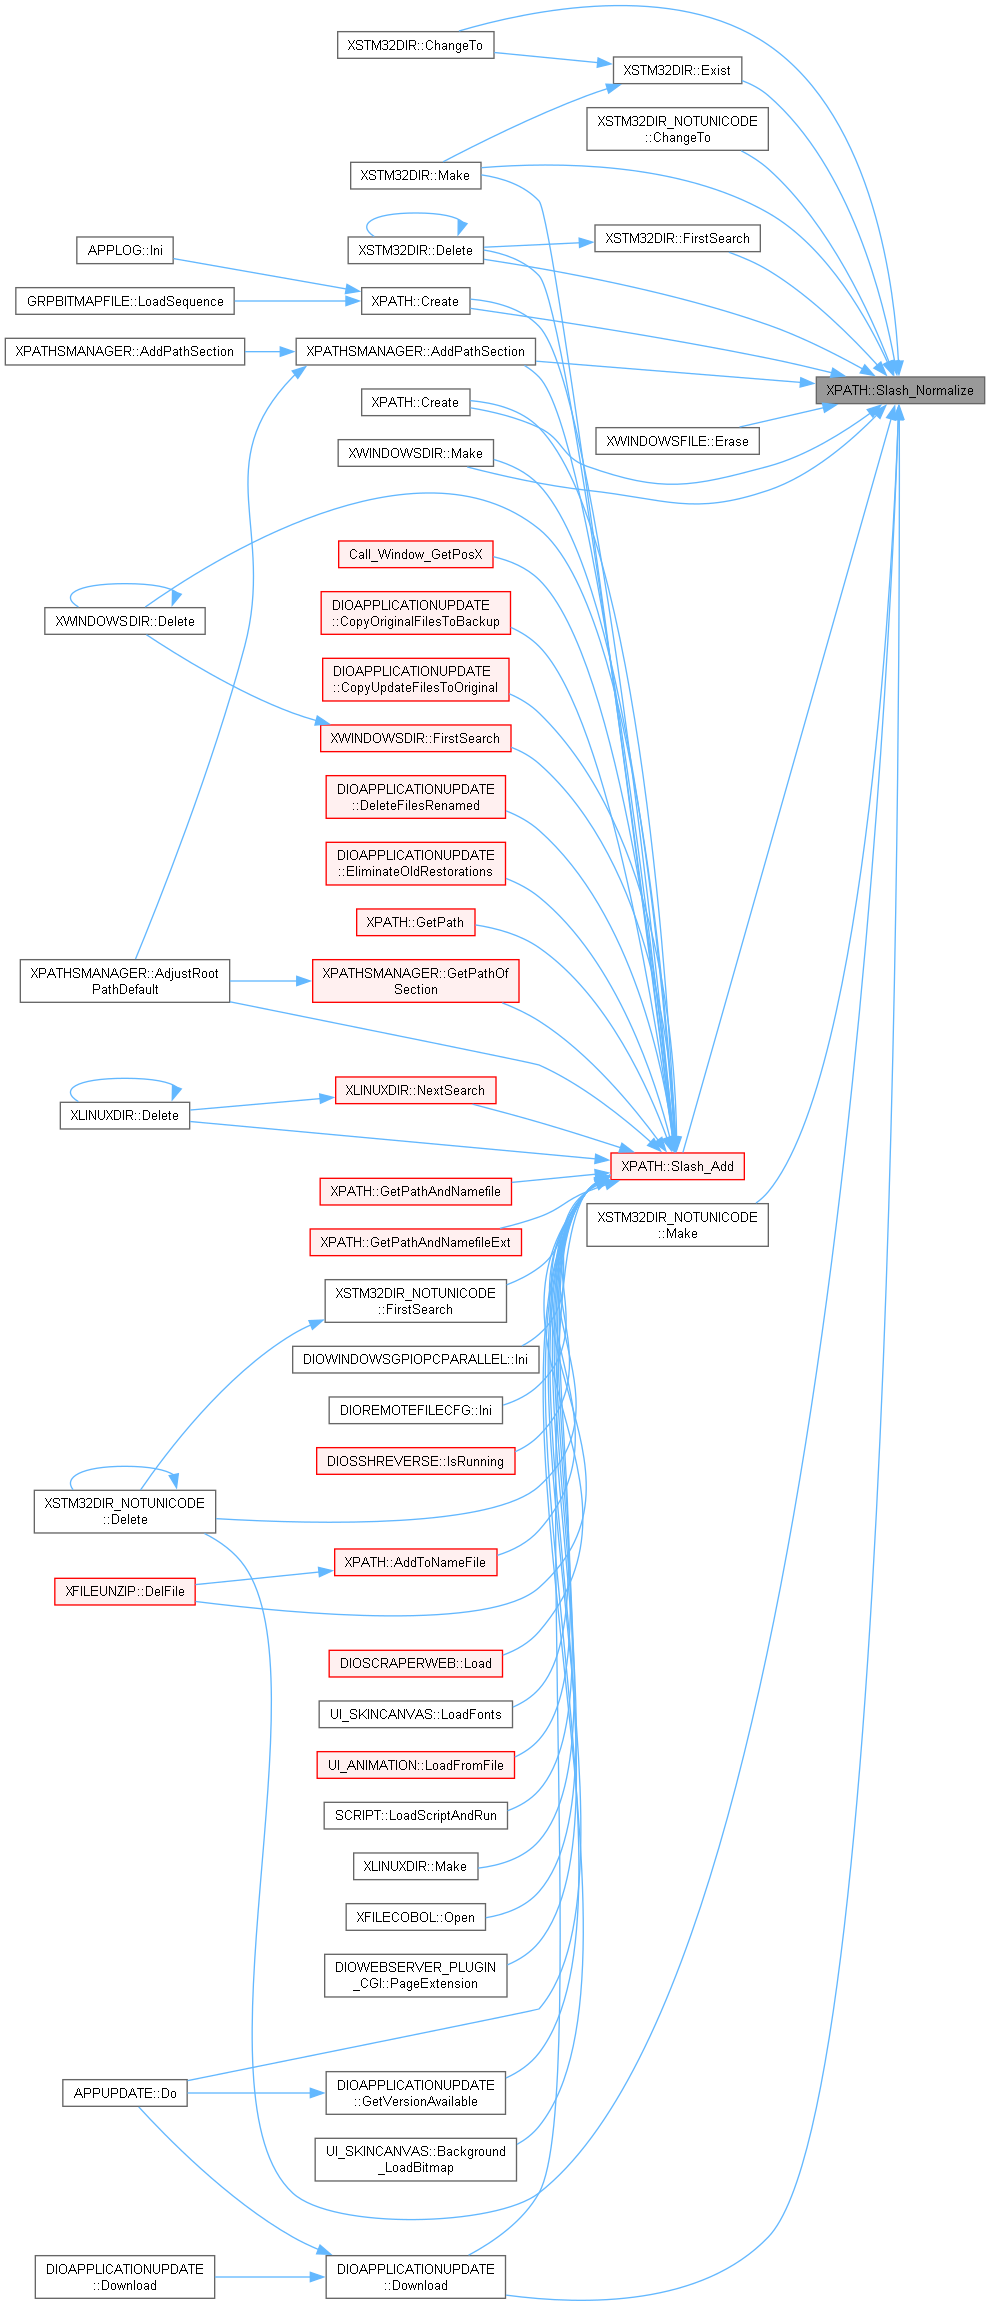 XSTM32DIR::ChangeTo
XSTM32DIR::Exist
XSTM32DIR_NOTUNICODE
::ChangeTo
XSTM32DIR::Make
XSTM32DIR::FirstSearch
XSTM32DIR::Delete
APPLOG::Ini
XPATH::Create
GRPBITMAPFILE::LoadSequence
XPATHSMANAGER::AddPathSection
XPATHSMANAGER::AddPathSection
XPATH::Slash_Normalize
XPATH::Create
XWINDOWSFILE::Erase
XWINDOWSDIR::Make
Call_Window_GetPosX
DIOAPPLICATIONUPDATE
::CopyOriginalFilesToBackup
XWINDOWSDIR::Delete
DIOAPPLICATIONUPDATE
::CopyUpdateFilesToOriginal
XWINDOWSDIR::FirstSearch
DIOAPPLICATIONUPDATE
::DeleteFilesRenamed
DIOAPPLICATIONUPDATE
::EliminateOldRestorations
XPATH::GetPath
XPATHSMANAGER::AdjustRoot
PathDefault
XPATHSMANAGER::GetPathOf
Section
XLINUXDIR::NextSearch
XLINUXDIR::Delete
XPATH::Slash_Add
XPATH::GetPathAndNamefile
XSTM32DIR_NOTUNICODE
::Make
XPATH::GetPathAndNamefileExt
XSTM32DIR_NOTUNICODE
::FirstSearch
DIOWINDOWSGPIOPCPARALLEL::Ini
DIOREMOTEFILECFG::Ini
DIOSSHREVERSE::IsRunning
XSTM32DIR_NOTUNICODE
::Delete
XPATH::AddToNameFile
XFILEUNZIP::DelFile
DIOSCRAPERWEB::Load
UI_SKINCANVAS::LoadFonts
UI_ANIMATION::LoadFromFile
SCRIPT::LoadScriptAndRun
XLINUXDIR::Make
XFILECOBOL::Open
DIOWEBSERVER_PLUGIN
_CGI::PageExtension
APPUPDATE::Do
DIOAPPLICATIONUPDATE
::GetVersionAvailable
UI_SKINCANVAS::Background
_LoadBitmap
DIOAPPLICATIONUPDATE
::Download
DIOAPPLICATIONUPDATE
::Download